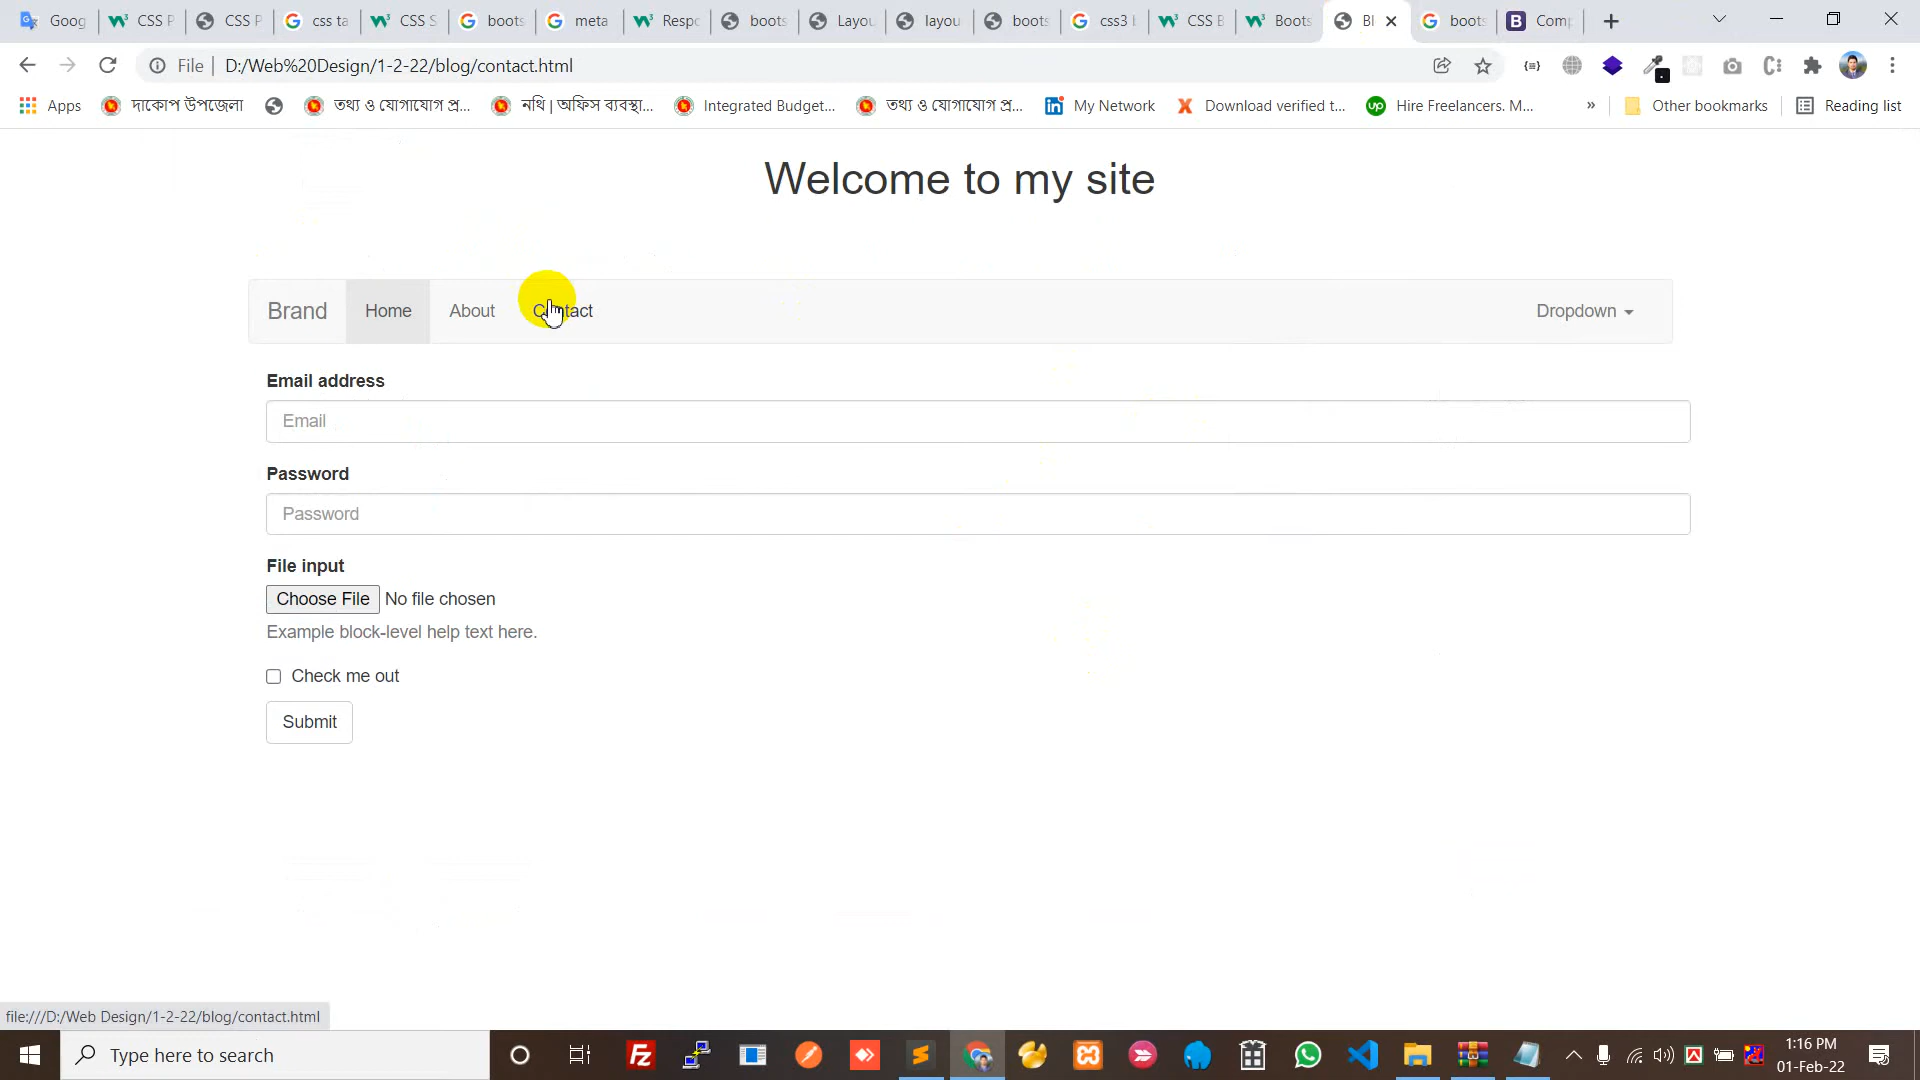 Goog CSS P CSS P css ta CSS S boots meta Respo boots Layou layou boots css3 b CSS B Boots Bl boots Comp
File D:/Web%20Design/1-2-22/blog/contact.html
Apps দাকোপ উপজেলা তথ্য ও যোগাযোগ প্র... নথি | অফিস ব্যবস্থা... Integrated Budget... তথ্য ও যোগাযোগ প্র... My Network Download verified t... Hire Freelancers. M... » Other bookmarks Reading list
Welcome to my site
Brand Home About Contact Dropdown
Email address
Email
Password
Password
File input
Choose File No file chosen
Example block-level help text here.
Check me out
Submit
file:///D:/Web Design/1-2-22/blog/contact.html
Type here to search
1:16 PM
01-Feb-22